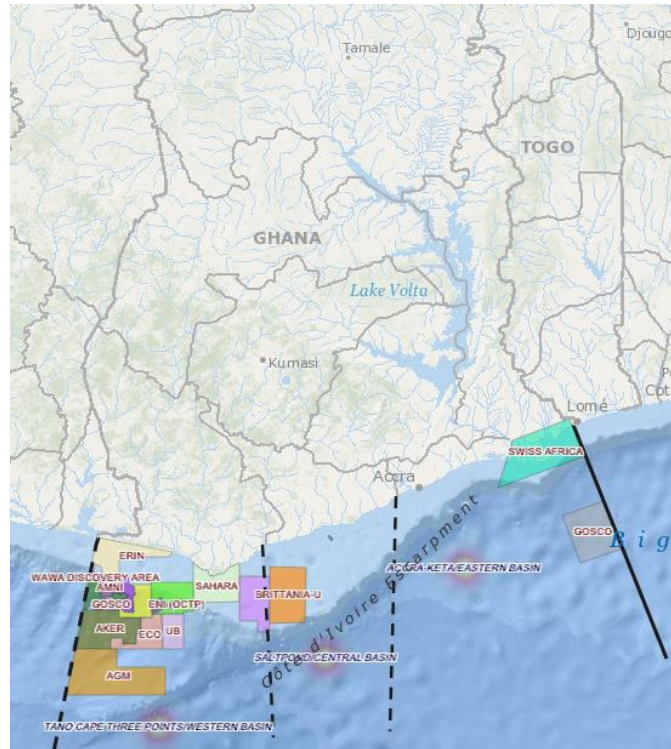 Djougo
Tamale
TOGO
GHANA
Lake Volta
Kumasi
Lomé
Cot
SWISS AFRICA
Accra
GOSCO
B i g
Côte d'Ivoire Escarpment
ERIN
WAWA DISCOVERY AREA
AMNI
SAHARA
ACCRA-KETA/EASTERN BASIN
GOSCO
ENI (OCTP)
BRITTANIA-U
AKER
ECO
UB
SALTPOND/CENTRAL BASIN
AGM
TANO CAPE THREE POINTS/WESTERN BASIN